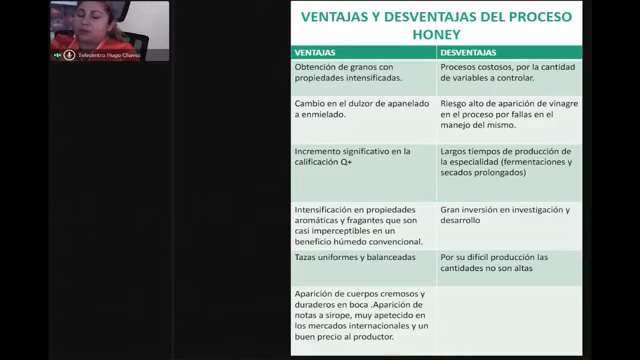 VENTAJAS Y DESVENTAJAS DEL PROCESO
HONEY
VENTAJAS
DESVENTAJAS
Obtención de granos con
propiedades intensificadas.
Procesos costosos, por la cantidad
de variables a controlar.
Cambio en el dulzor de apanelado
a enmielado.
Riesgo alto de aparición de vinagre
en el proceso por fallas en el
manejo del mismo.
Incremento significativo en la
calificación Q+
Largos tiempos de producción de
la especialidad (fermentaciones y
secados prolongados)
Intensificación en propiedades
aromáticas y fragantes que son
casi imperceptibles en un
beneficio húmedo convencional.
Gran inversión en investigación y
desarrollo
Tazas uniformes y balanceadas
Por su difícil producción las
cantidades no son altas
Aparición de cuerpos cremosos y
duraderos en boca .Aparición de
notas a sirope, muy apetecido en
los mercados internacionales y un
buen precio al productor.
Telecentro Hugo Chavez